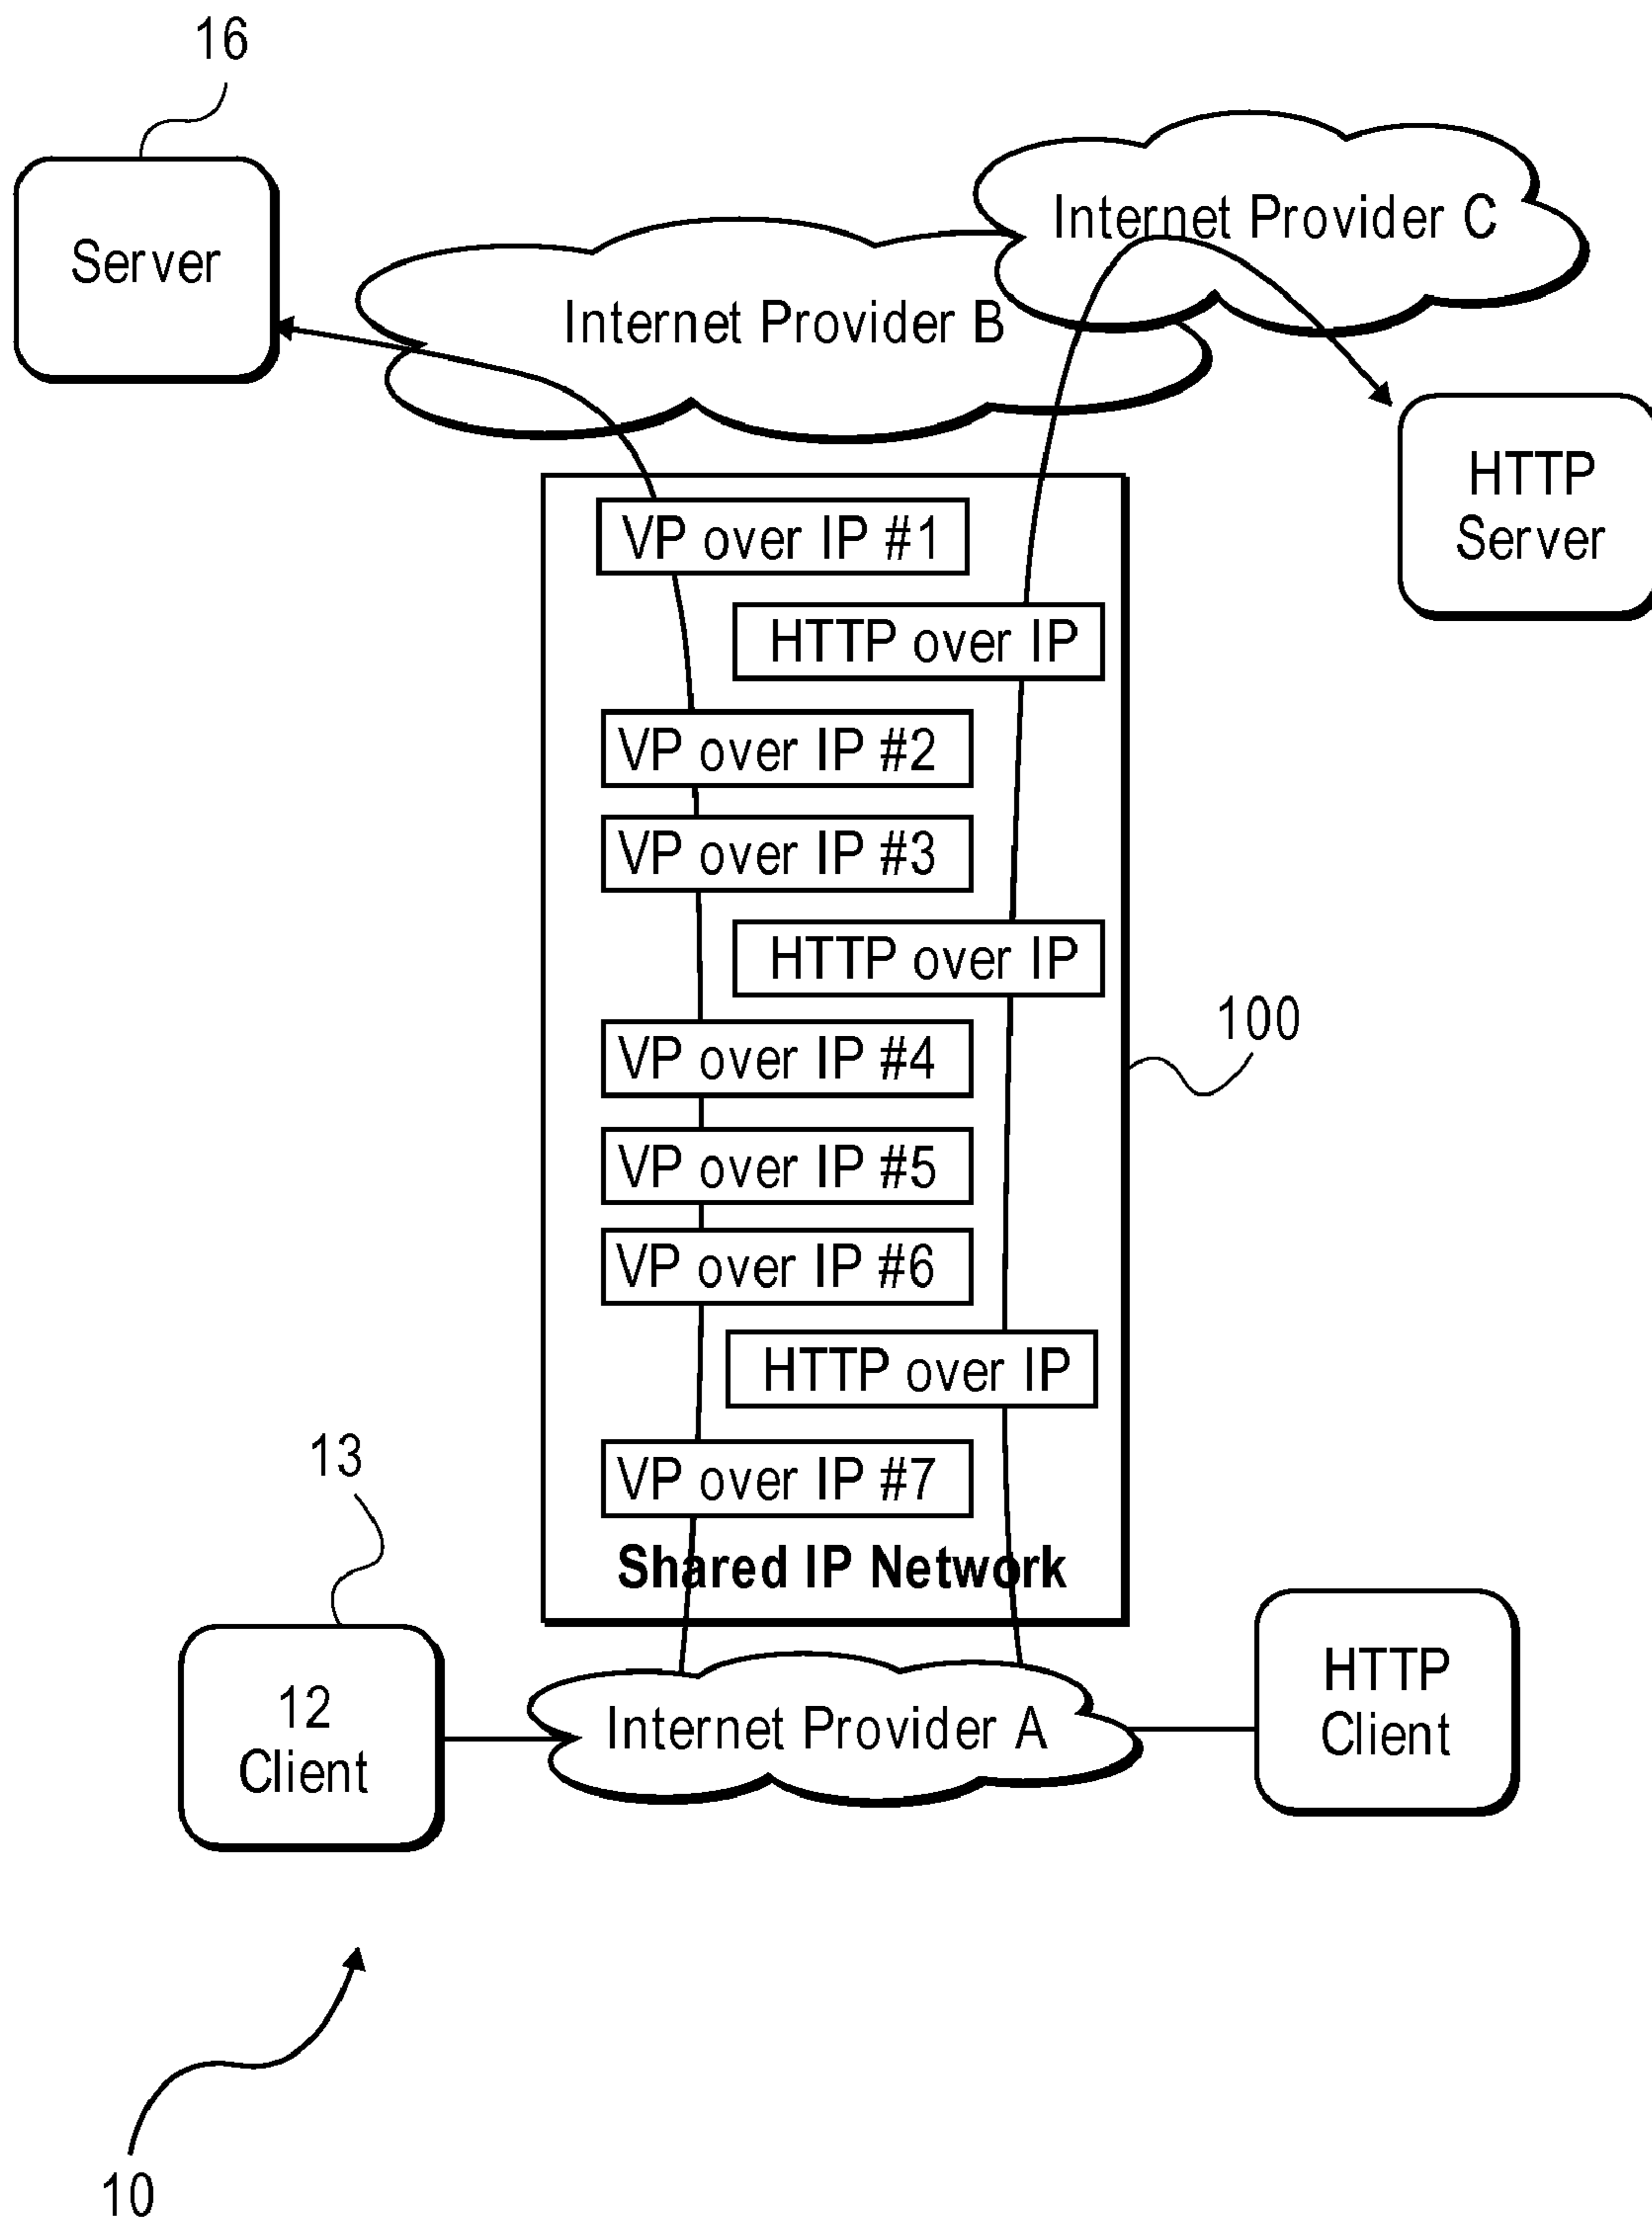 16
Server
Internet Provider C
Internet Provider B
HTTP
Server
VP over IP #1
HTTP over IP
VP over IP #2
VP over IP #3
HTTP over IP
100
VP over IP #4
VP over IP #5
VP over IP #6
HTTP over IP
13
VP over IP #7
Shared IP Network
12
Client
Internet Provider A
HTTP
Client
10